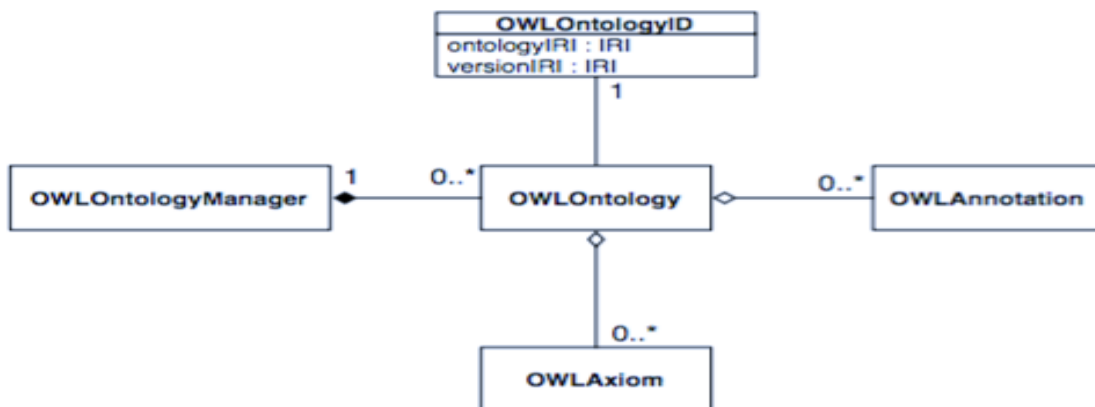 OWLOntologyID
ontologyIRI : IRI
versionIRI : IRI
1
1
0..*
0..*
OWLOntologyManager
OWLOntology
OWLAnnotation
0..*
OWLAxiom